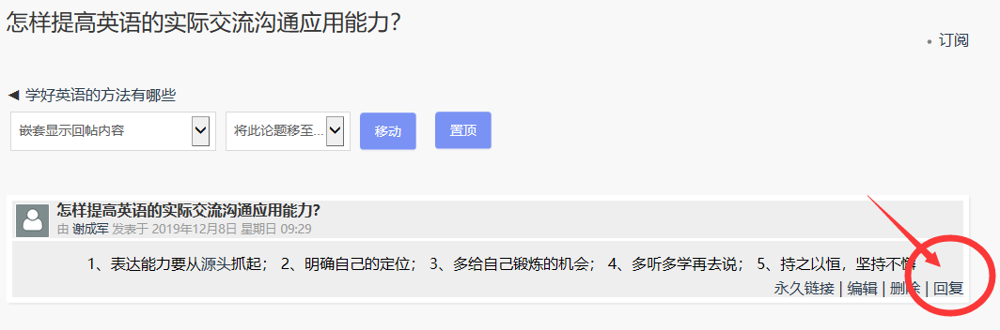 怎样提高英语的实际交流沟通应用能力?
• 订阅
◄ 学好英语的方法有哪些
嵌套显示回帖内容 将此论题移至... 移动 置顶
怎样提高英语的实际交流沟通应用能力?
由 谢成军 发表于 2019年12月8日 星期日 09:29
1、表达能力要从源头抓起； 2、明确自己的定位； 3、多给自己锻炼的机会； 4、多听多学再去说； 5、持之以恒，坚持不懈
永久链接 | 编辑 | 删除 | 回复